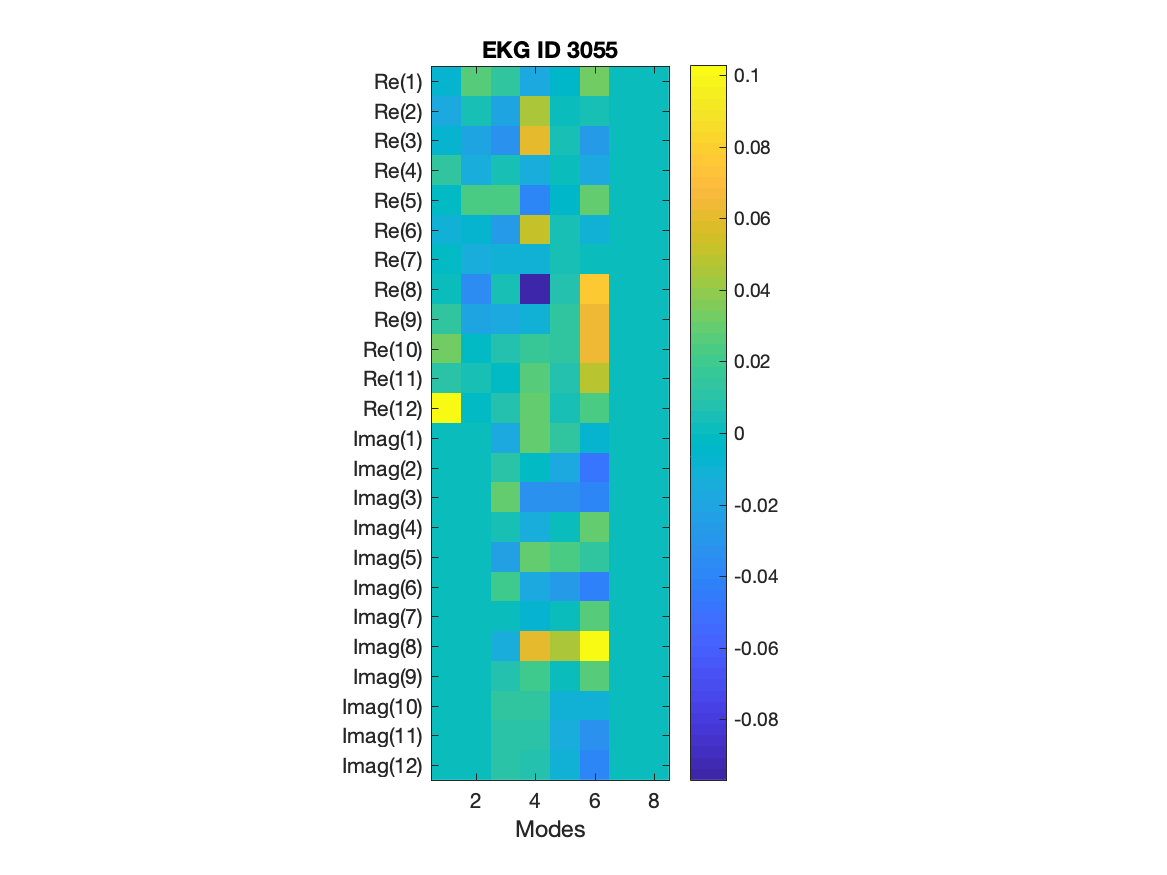 EKG ID 3055
Re(1)
Re(2)
Re(3)
Re(4)
Re(5)
Re(6)
Re(7)
Re(8)
Re(9)
Re(10)
Re(11)
Re(12)
Imag(1)
Imag(2)
Imag(3)
Imag(4)
Imag(5)
Imag(6)
Imag(7)
Imag(8)
Imag(9)
Imag(10)
Imag(11)
Imag(12)
2 4 6 8
Modes
0.1
0.08
0.06
0.04
0.02
0
-0.02
-0.04
-0.06
-0.08